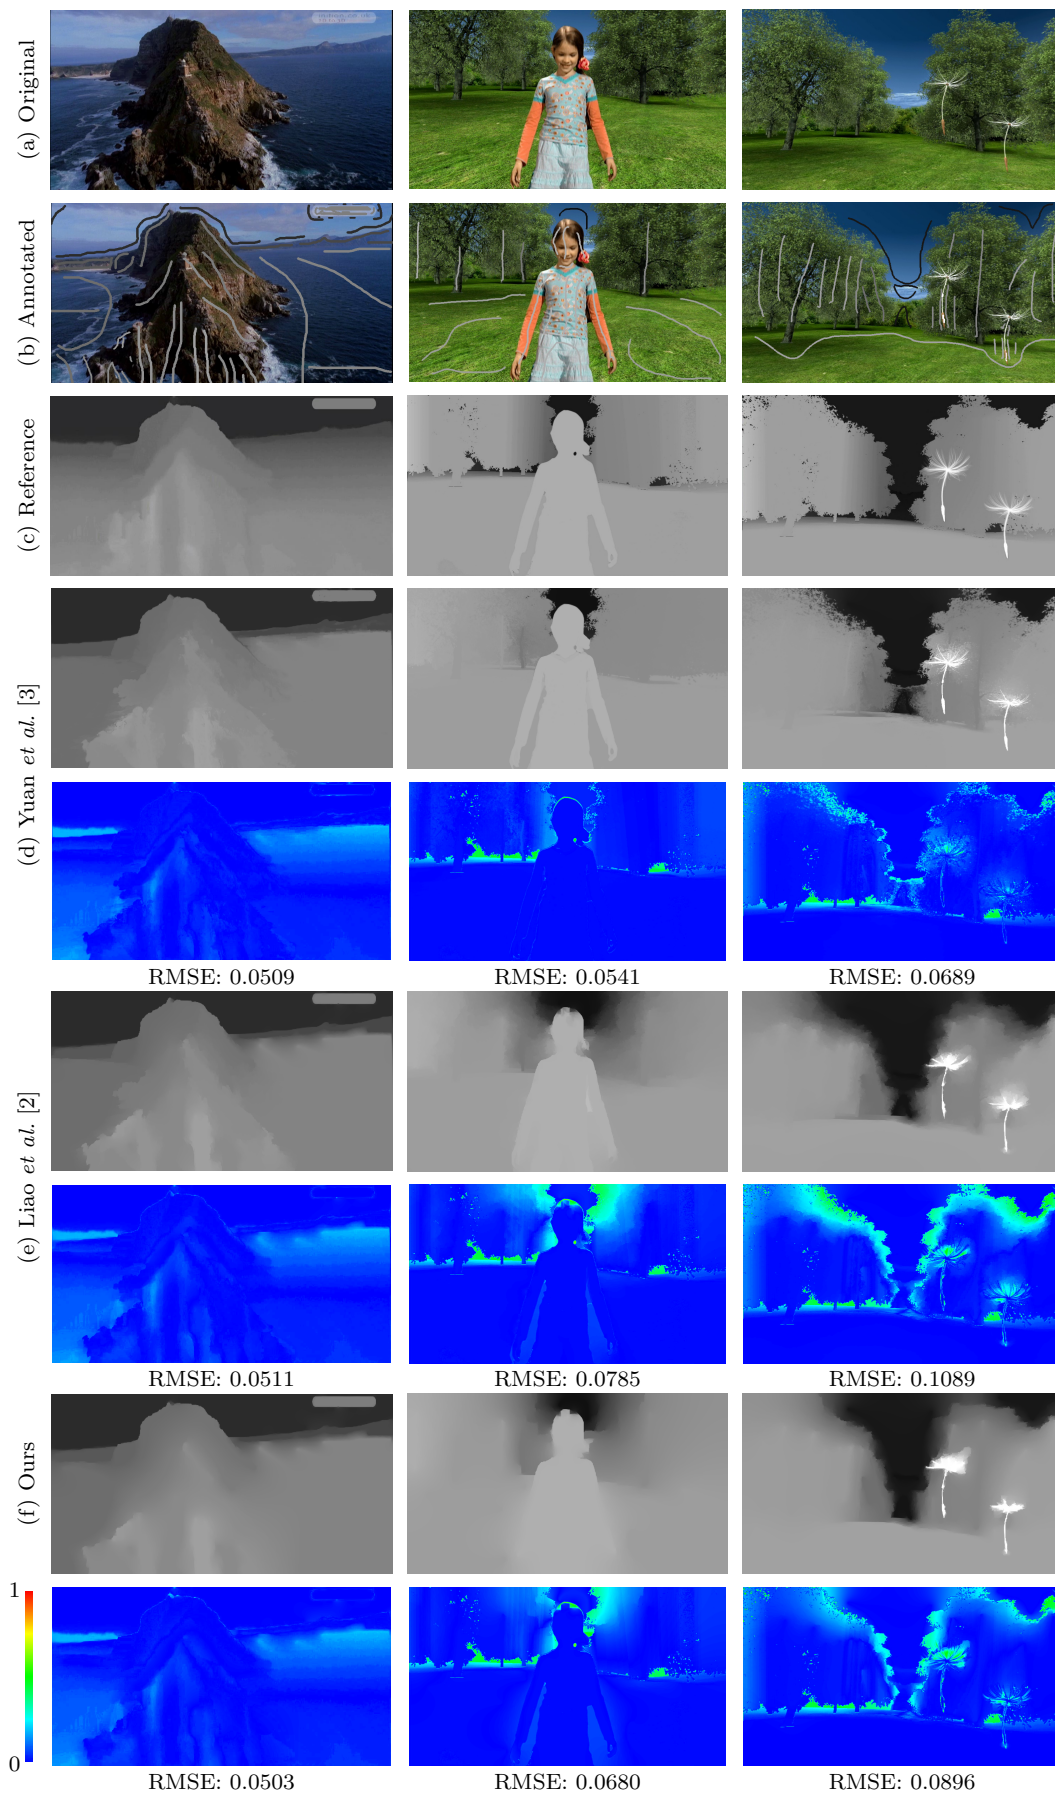 (a) Original
(b) Annotated
(c) Reference
(d) Yuan et al. [3]
RMSE: 0.0509
RMSE: 0.0541
RMSE: 0.0689
(e) Liao et al. [2]
RMSE: 0.0511
RMSE: 0.0785
RMSE: 0.1089
(f) Ours
1
0
RMSE: 0.0503
RMSE: 0.0680
RMSE: 0.0896